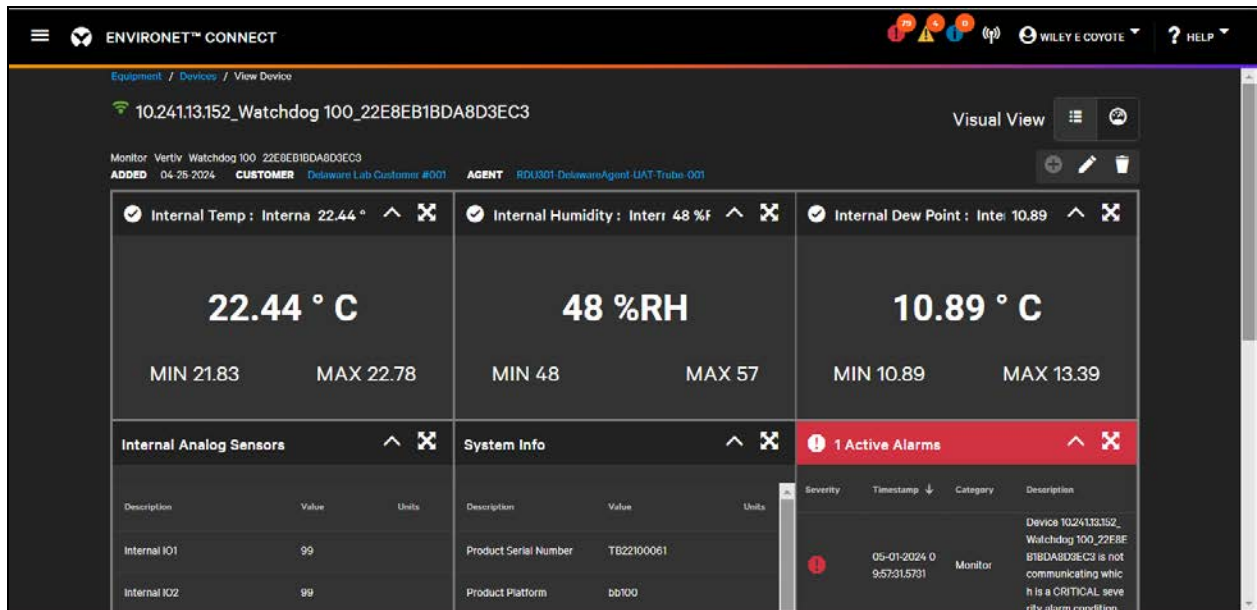 79 4 0
ENVIRONET™ CONNECT WILEY E COYOTE ? HELP
Equipment / Devices / View Device
10.241.13.152_Watchdog 100_22E8EB1BDA8D3EC3
Visual View
Monitor Vertiv Watchdog 100 22E8EB1BDA8D3EC3
ADDED 04-25-2024 CUSTOMER Delaware Lab Customer #001 AGENT RDU301-DelawareAgent-UAT-Trube-001
Internal Temp : Interna 22.44 °
Internal Humidity : Interr 48 %F
Internal Dew Point : Inte 10.89
22.44 ° C
48 %RH
10.89 ° C
MIN 21.83 MAX 22.78
MIN 48 MAX 57
MIN 10.89 MAX 13.39
Internal Analog Sensors
Description Value Units
Internal IO1 99
Internal IO2 99
System Info
Description Value Units
Product Serial Number TB22100061
Product Platform bb100
1 Active Alarms
Severity Timestamp Category Description
05-01-2024 0
9:57:31.5731
Monitor
Device 10.241.13.152_
Watchdog 100_22E8E
B1BDA8D3EC3 is not
communicating whic
h is a CRITICAL seve
rity alarm condition